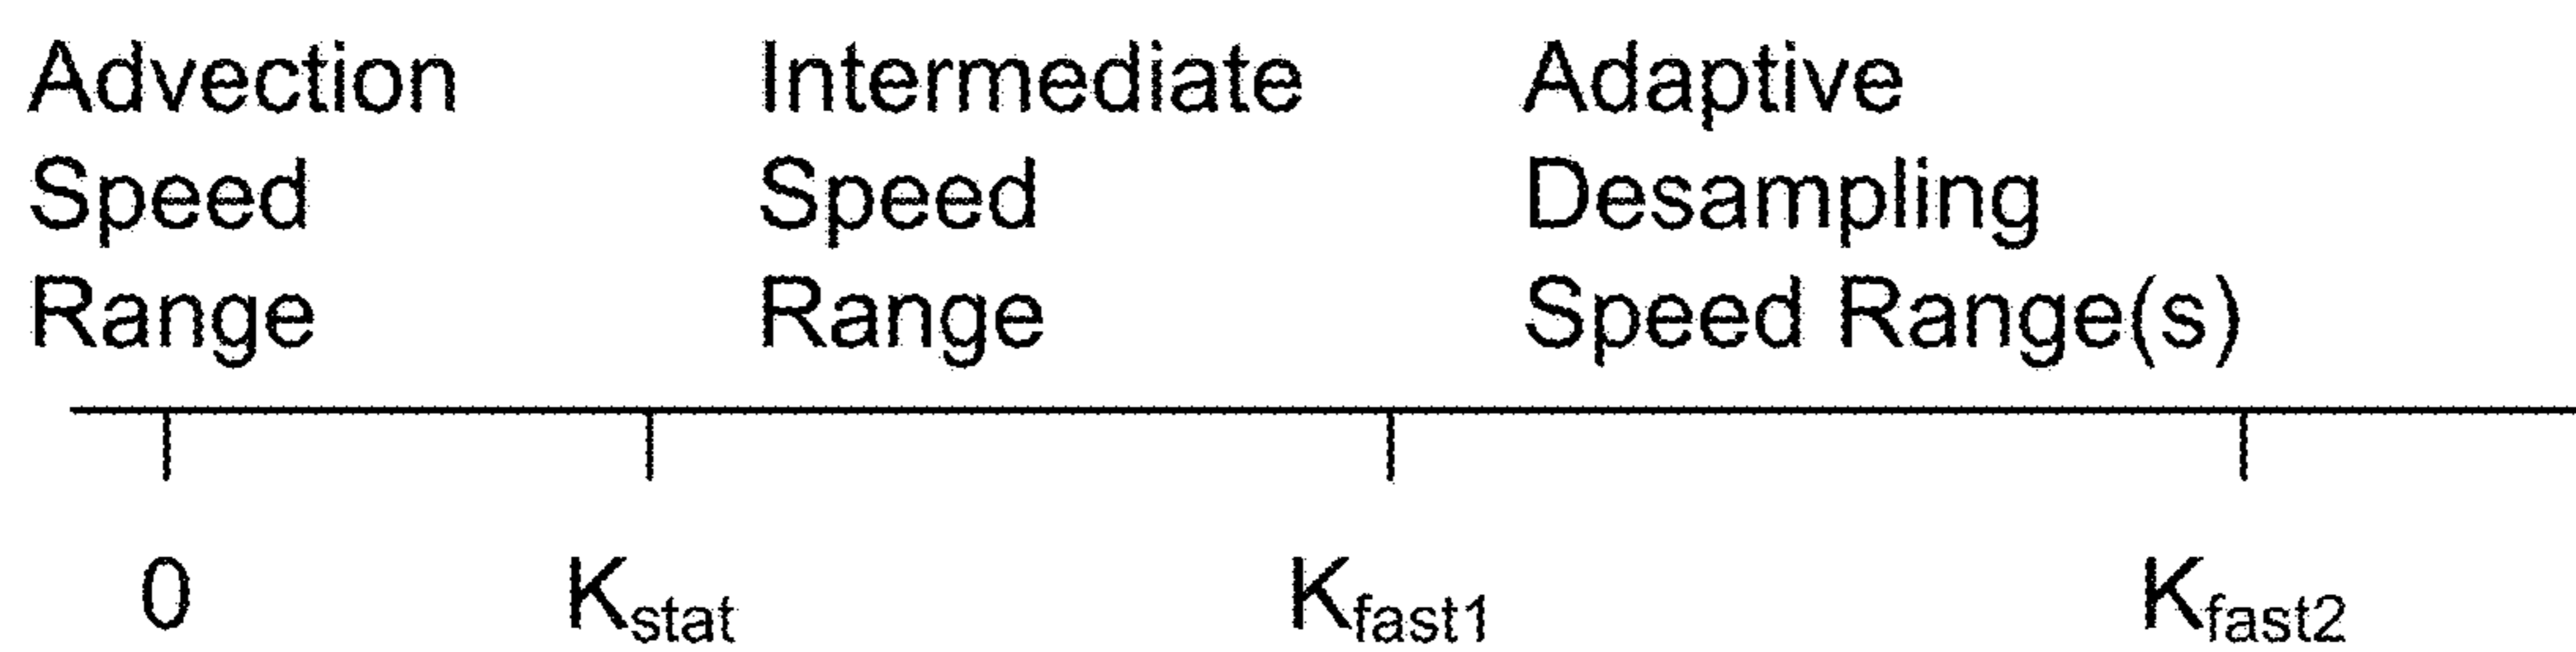 Advection
Speed
Range
Intermediate
Speed
Range
Adaptive
Desampling
Speed Range(s)
0
Kstat
Kfast1
Kfast2